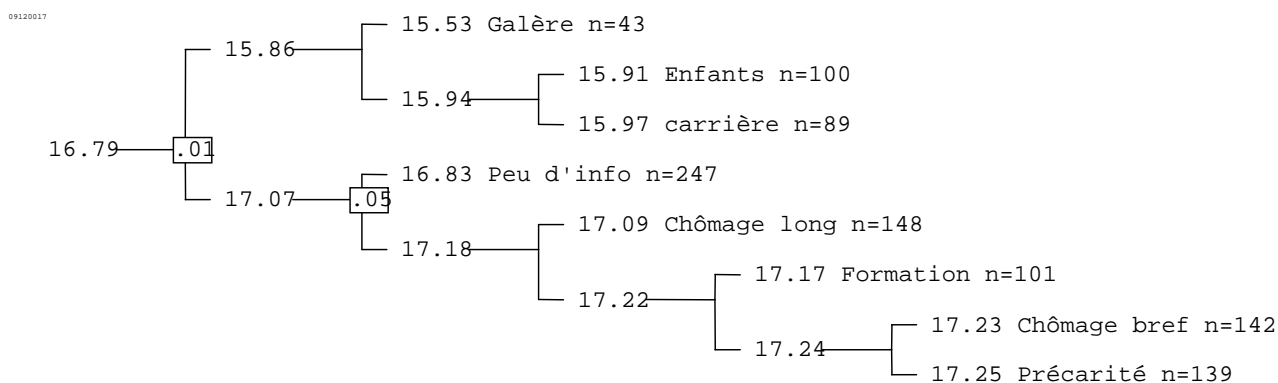 09120017
15.53 Galère n=43
15.86
15.91 Enfants n=100
15.94
15.97 carrière n=89
16.79 .01
16.83 Peu d'info n=247
17.07 .05
17.09 Chômage long n=148
17.18
17.17 Formation n=101
17.22
17.23 Chômage bref n=142
17.24
17.25 Précarité n=139